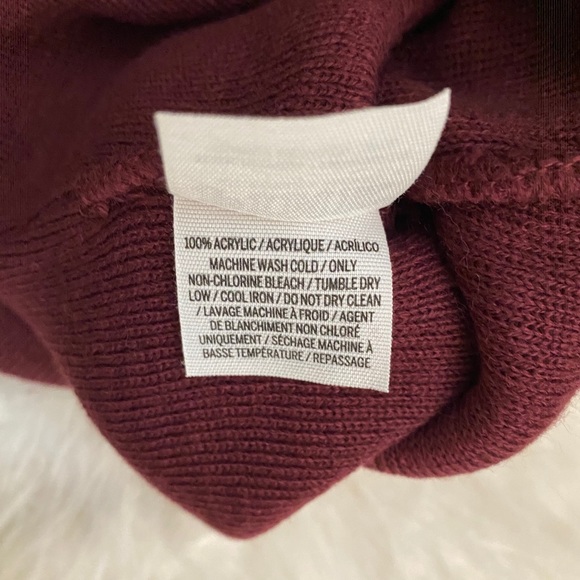 100% ACRYLIC / ACRYLIQUE / ACRÍLICO
MACHINE WASH COLD / ONLY
NON-CHLORINE BLEACH / TUMBLE DRY
LOW / COOL IRON / DO NOT DRY CLEAN
/ LAVAGE MACHINE À FROID / AGENT
DE BLANCHIMENT NON CHLORÉ
UNIQUEMENT / SÉCHAGE MACHINE À
BASSE TEMPÉRATURE / REPASSAGE